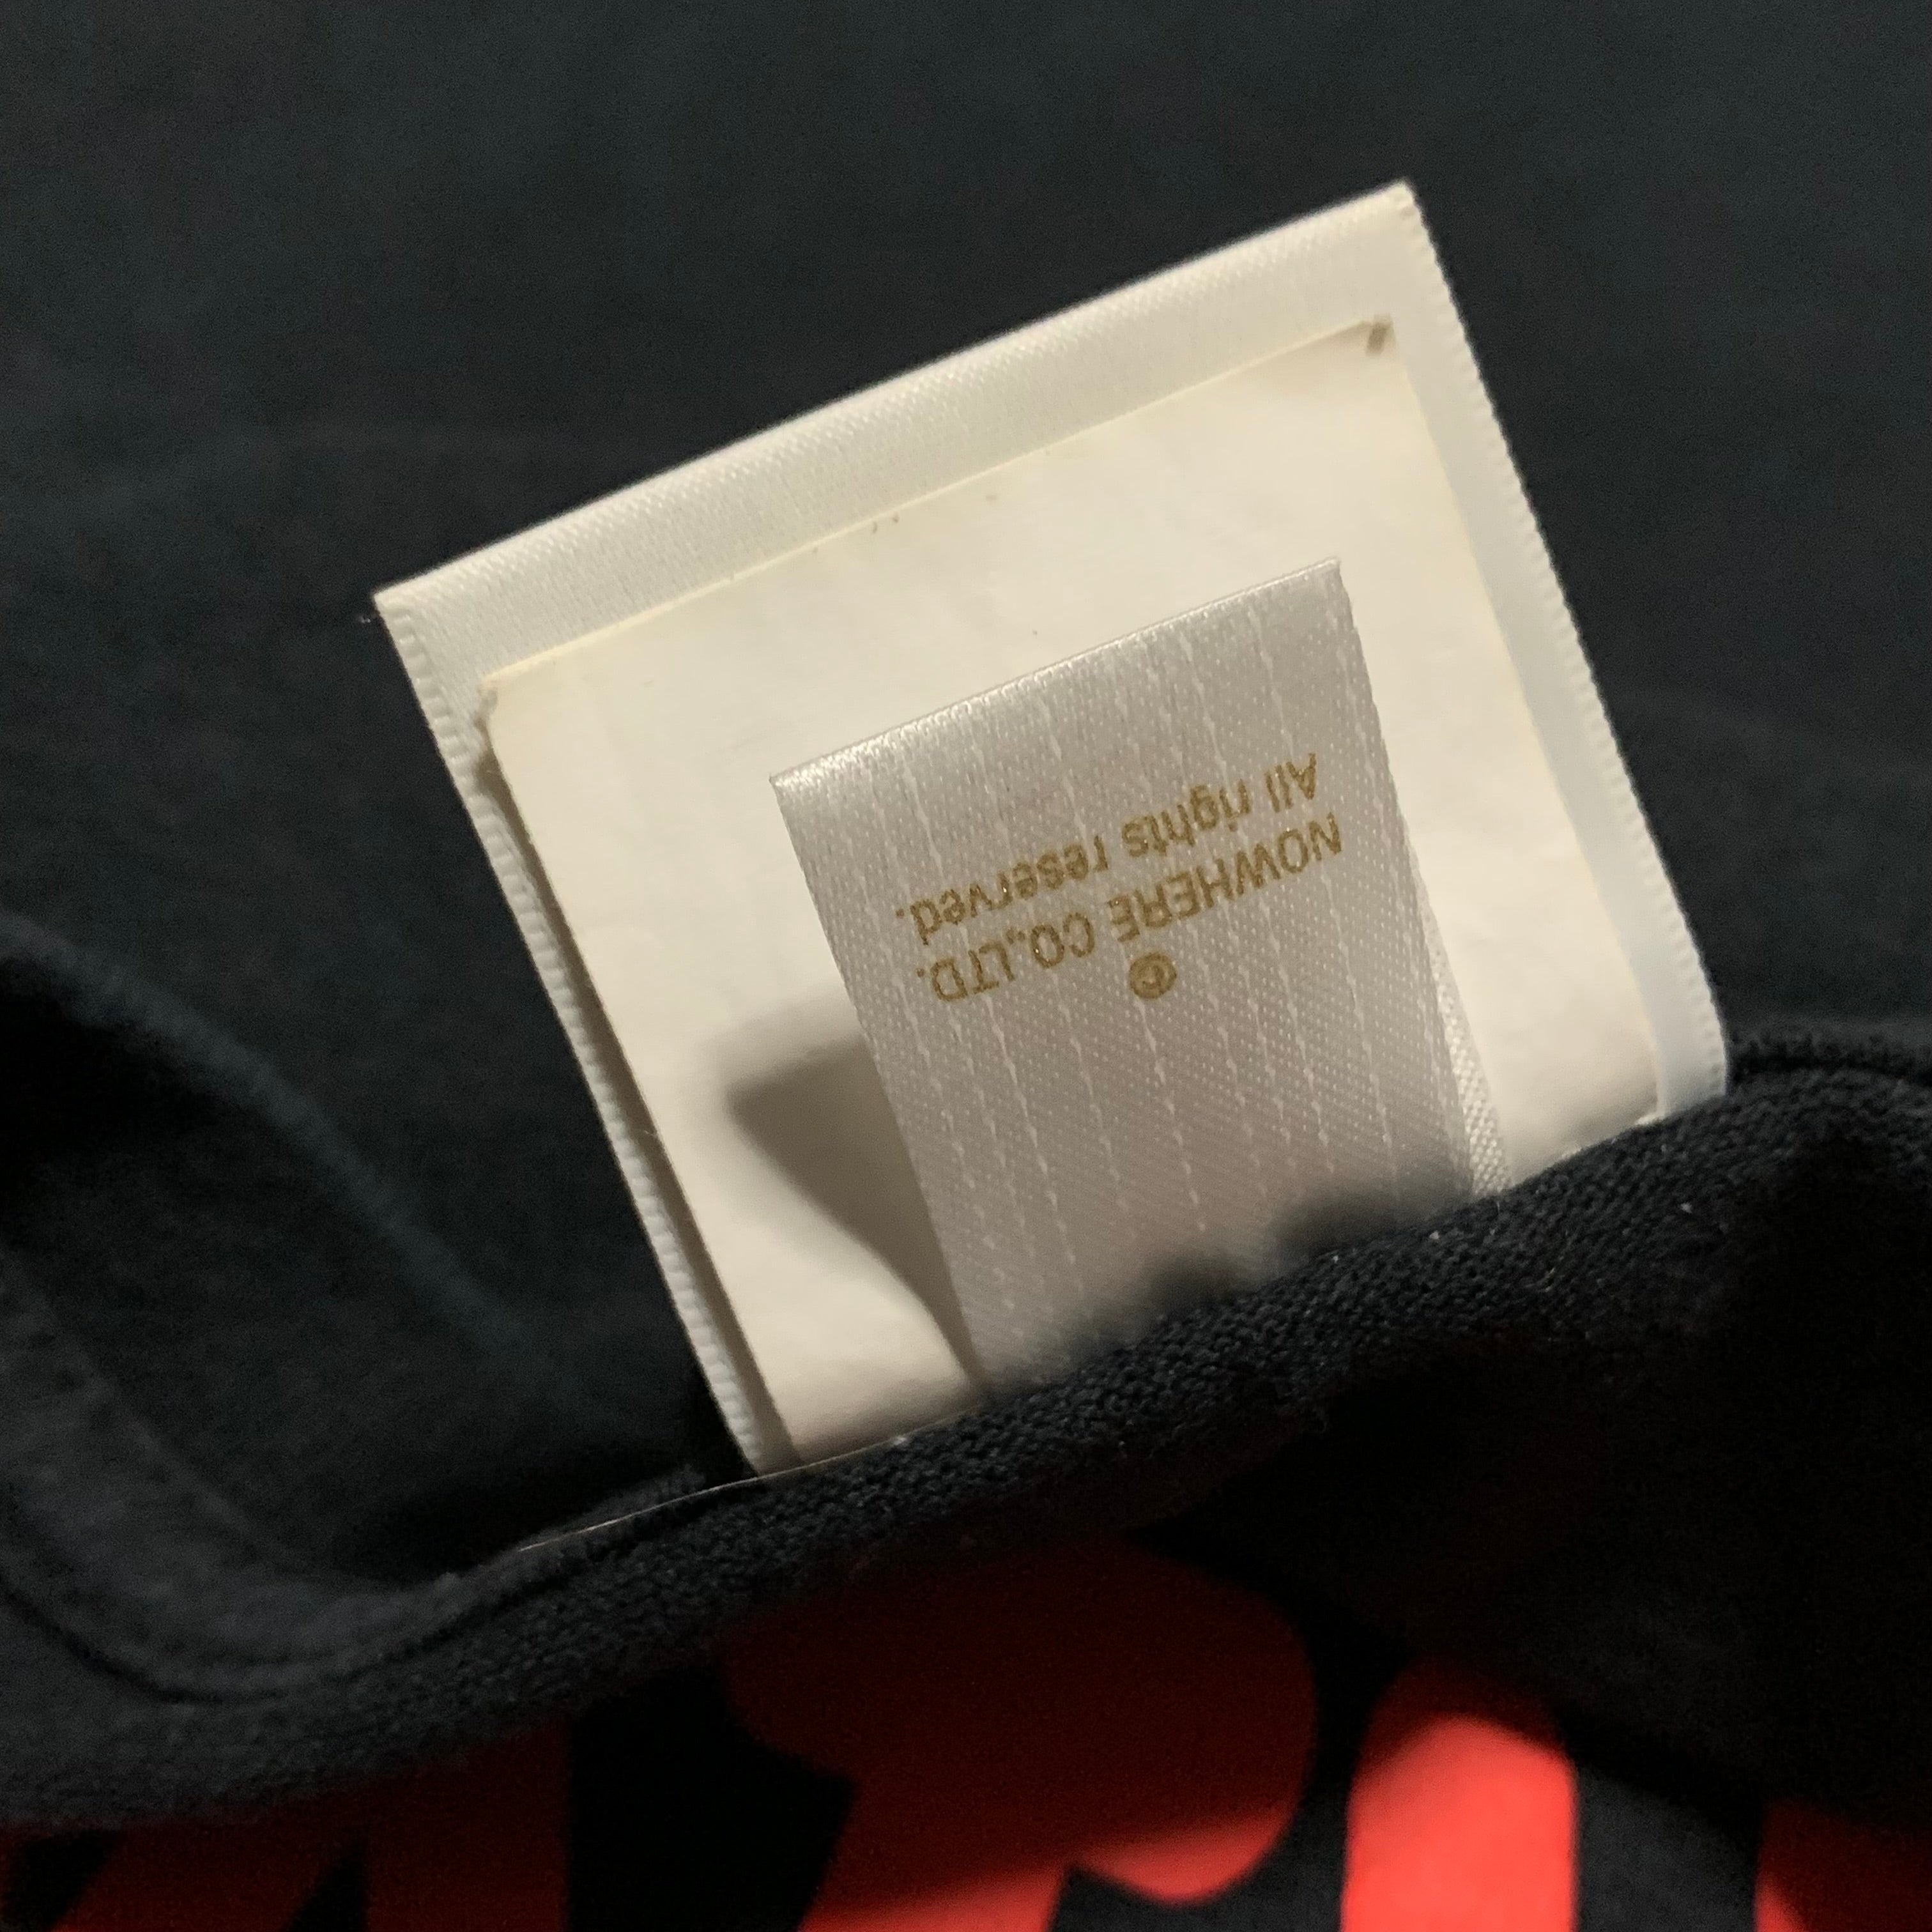 ©
NOWHERE CO.,LTD.
All rights reserved.